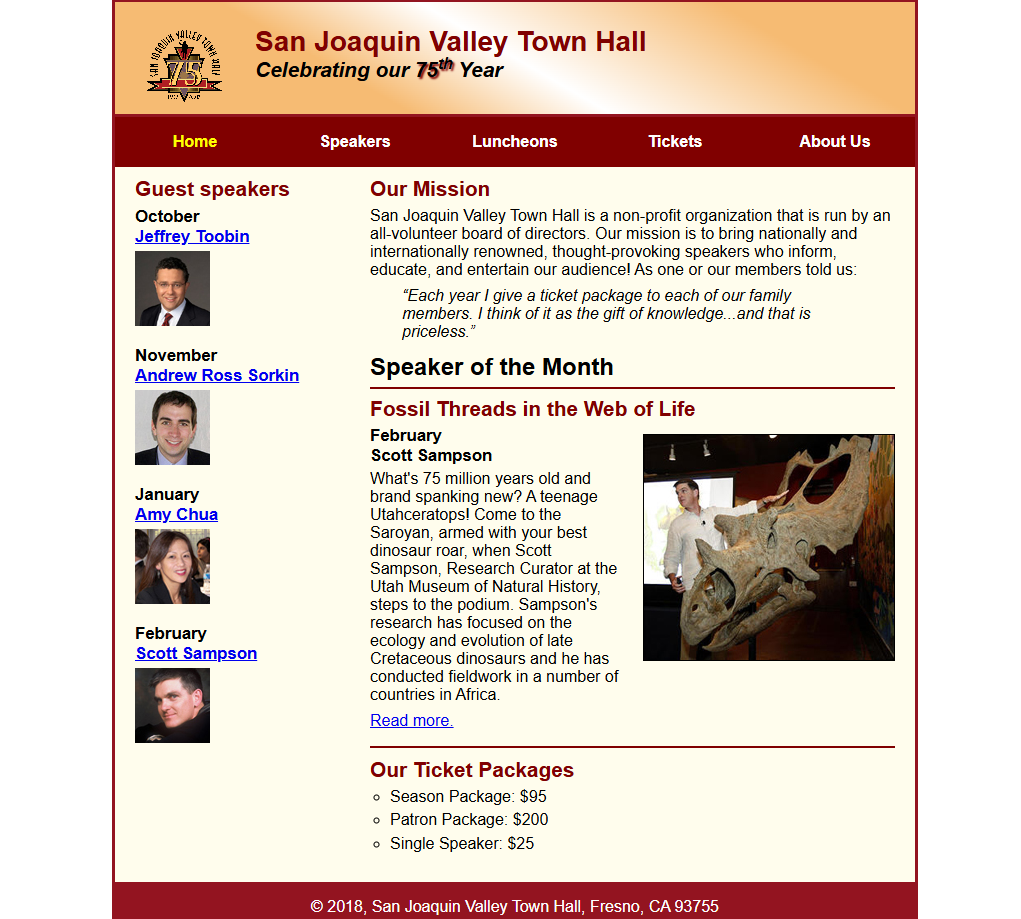 SAN JOAQUIN VALLEY TOWN HALL
75
San Joaquin Valley Town Hall
Celebrating our 75th Year
Home Speakers Luncheons Tickets About Us
Guest speakers
October
Jeffrey Toobin
November
Andrew Ross Sorkin
January
Amy Chua
February
Scott Sampson
Our Mission
San Joaquin Valley Town Hall is a non-profit organization that is run by an
all-volunteer board of directors. Our mission is to bring nationally and
internationally renowned, thought-provoking speakers who inform,
educate, and entertain our audience! As one or our members told us:
“Each year I give a ticket package to each of our family
members. I think of it as the gift of knowledge...and that is
priceless.”
Speaker of the Month
Fossil Threads in the Web of Life
February
Scott Sampson
What's 75 million years old and
brand spanking new? A teenage
Utahceratops! Come to the
Saroyan, armed with your best
dinosaur roar, when Scott
Sampson, Research Curator at the
Utah Museum of Natural History,
steps to the podium. Sampson's
research has focused on the
ecology and evolution of late
Cretaceous dinosaurs and he has
conducted fieldwork in a number of
countries in Africa.
Read more.
Our Ticket Packages
Season Package: $95
Patron Package: $200
Single Speaker: $25
© 2018, San Joaquin Valley Town Hall, Fresno, CA 93755